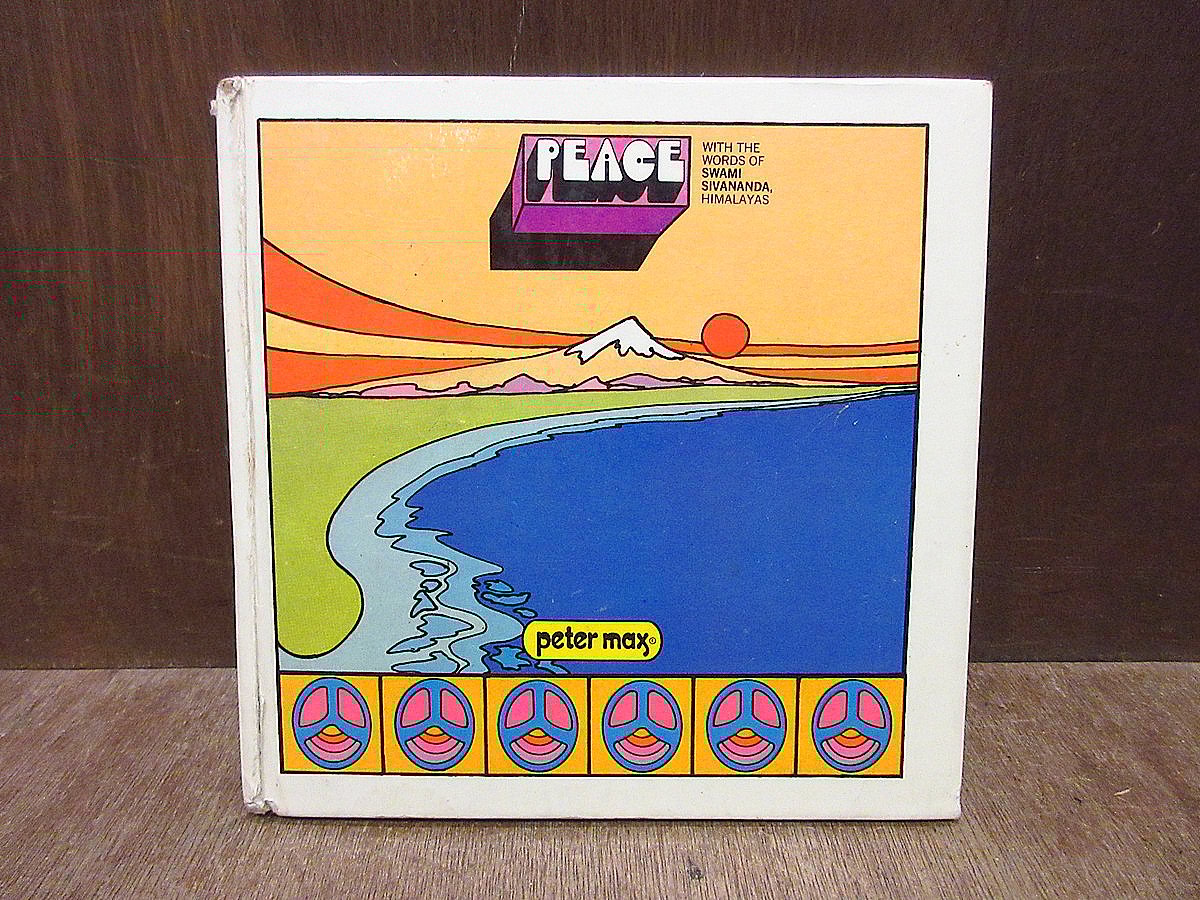 PEACE
WITH THE
WORDS OF
SWAMI
SIVANANDA,
HIMALAYAS
peter max®